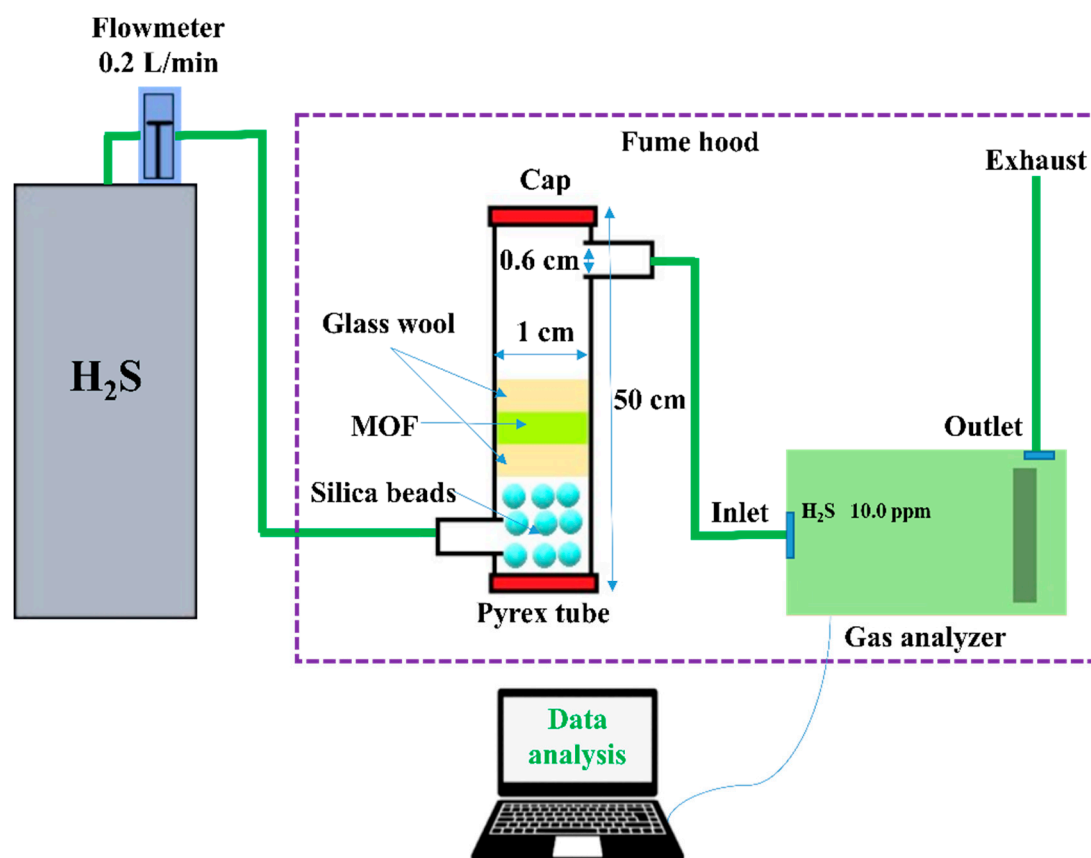 Flowmeter
0.2 L/min
Fume hood
Exhaust
Cap
0.6 cm
Glass wool
1 cm
H₂S
50 cm
MOF
Outlet
Silica beads
Inlet
H₂S 10.0 ppm
Pyrex tube
Gas analyzer
Data
analysis